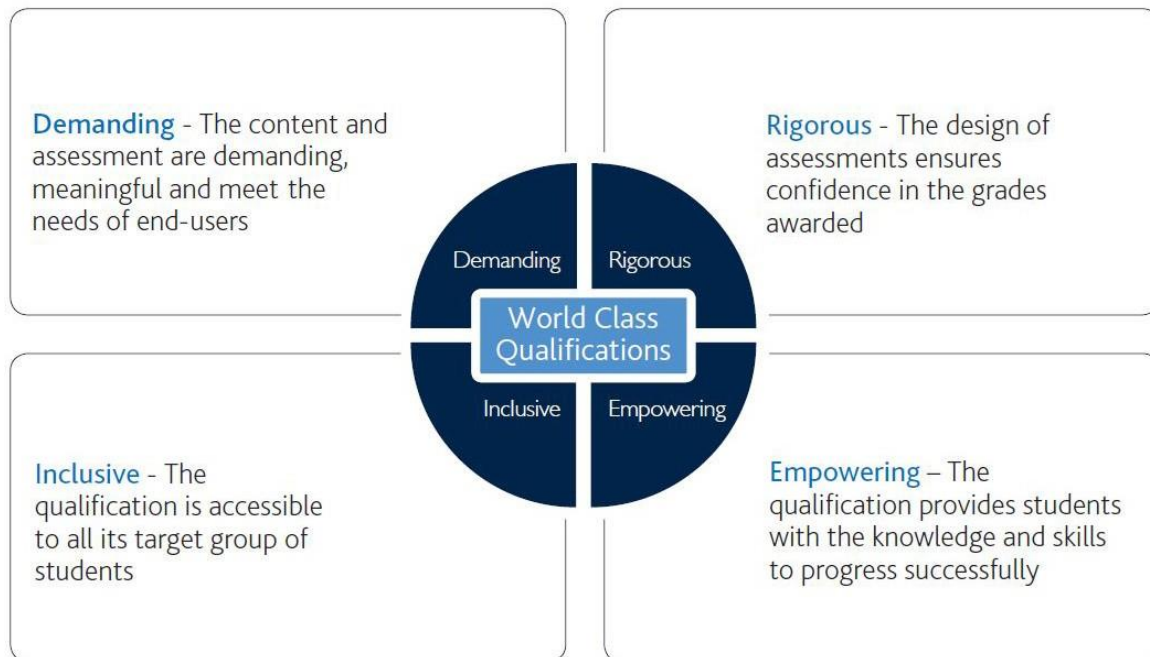 Demanding - The content and
assessment are demanding,
meaningful and meet the
needs of end-users
Rigorous - The design of
assessments ensures
confidence in the grades
awarded
Demanding
Rigorous
World Class
Qualifications
Inclusive
Empowering
Inclusive - The
qualification is accessible
to all its target group of
students
Empowering – The
qualification provides students
with the knowledge and skills
to progress successfully